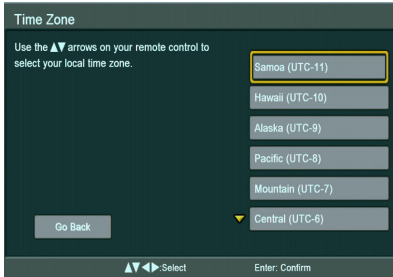 Time Zone
Use the ▲▼ arrows on your remote control to
select your local time zone.
Samoa (UTC-11)
Hawaii (UTC-10)
Alaska (UTC-9)
Pacific (UTC-8)
Mountain (UTC-7)
Central (UTC-6)
Go Back
▲▼◀▶:Select
Enter: Confirm